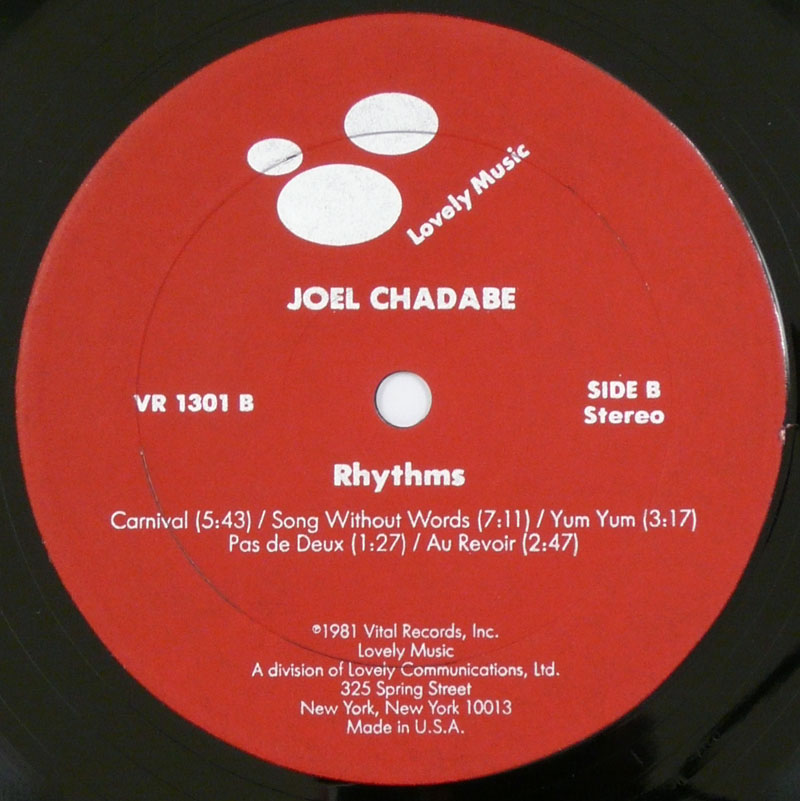 Lovely Music
JOEL CHADABE
VR 1301 B
SIDE B
Stereo
Rhythms
Carnival (5:43) / Song Without Words (7:11) / Yum Yum (3:17)
Pas de Deux (1:27) / Au Revoir (2:47)
℗1981 Vital Records, Inc.
Lovely Music
A division of Lovely Communications, Ltd.
325 Spring Street
New York, New York 10013
Made in U.S.A.